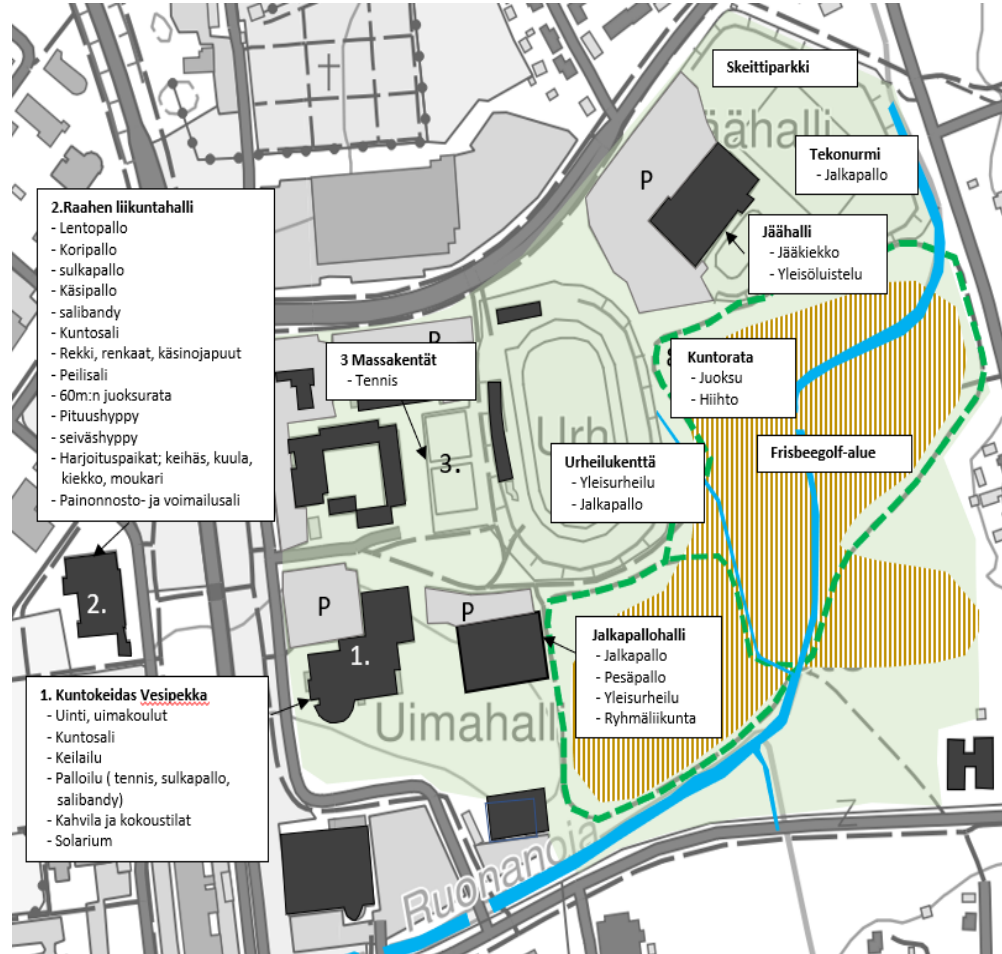 Skeittiparkki
äähalli
Tekonurmi
- Jalkapallo
P
2.Raahen liikuntahalli
- Lentopallo
- Koripallo
- sulkapallo
- Käsipallo
- salibandy
- Kuntosali
- Rekki, renkaat, käsinojapuut
- Peilisali
- 60m:n juoksurata
- Pituushyppy
- seiväshyppy
- Harjoituspaikat; keihäs, kuula,
kiekko, moukari
- Painonnosto- ja voimailusali
Jäähalli
- Jääkiekko
- Yleisöluistelu
P
3 Massakentät
- Tennis
Kuntorata
- Juoksu
- Hiihto
Urh
3.
Frisbeegolf-alue
Urheilukenttä
- Yleisurheilu
- Jalkapallo
2.
P
P
1.
Jalkapallohalli
- Jalkapallo
- Pesäpallo
- Yleisurheilu
- Ryhmäliikunta
1. Kuntokeidas Vesipekka
- Uinti, uimakoulut
- Kuntosali
- Keilailu
- Palloilu ( tennis, sulkapallo,
salibandy)
- Kahvila ja kokoustilat
- Solarium
Uimahalli
Z
Ruonanoja